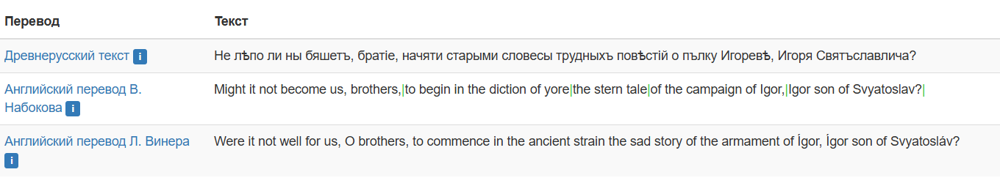 Перевод Текст
Древнерусский текст i Не лѣпо ли ны бяшетъ, братіе, начяти старыми словесы трудныхъ повѣстій о пълку Игоревѣ, Игоря Святъславлича?
Английский перевод В. Набокова i Might it not become us, brothers,|to begin in the diction of yore|the stern tale|of the campaign of Igor,|Igor son of Svyatoslav?|
Английский перевод Л. Винера i Were it not well for us, O brothers, to commence in the ancient strain the sad story of the armament of Ígor, Ígor son of Svyatosláv?